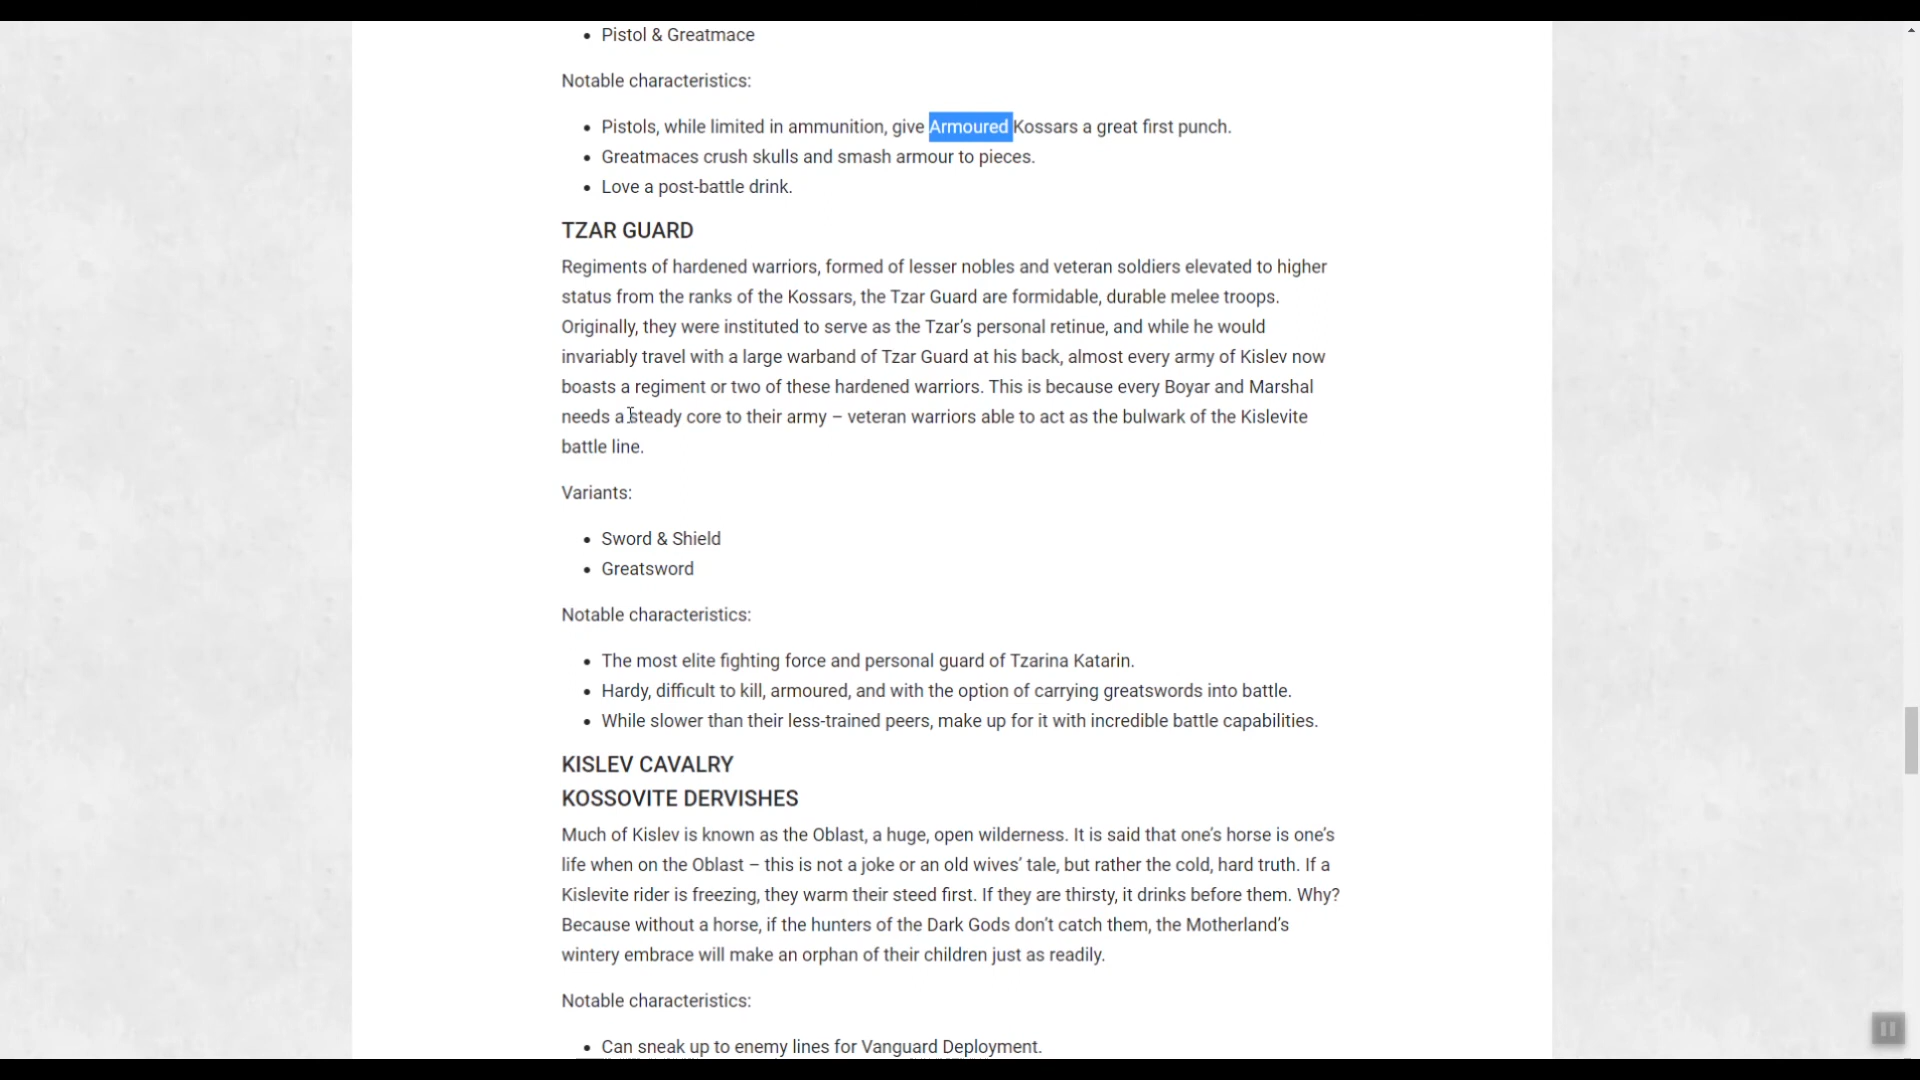 • Pistol & Greatmace
Notable characteristics:
• Pistols, while limited in ammunition, give Armoured Kossars a great first punch.
• Greatmaces crush skulls and smash armour to pieces.
• Love a post-battle drink.
TZAR GUARD
Regiments of hardened warriors, formed of lesser nobles and veteran soldiers elevated to higher
status from the ranks of the Kossars, the Tzar Guard are formidable, durable melee troops.
Originally, they were instituted to serve as the Tzar’s personal retinue, and while he would
invariably travel with a large warband of Tzar Guard at his back, almost every army of Kislev now
boasts a regiment or two of these hardened warriors. This is because every Boyar and Marshal
needs a steady core to their army – veteran warriors able to act as the bulwark of the Kislevite
battle line.
Variants:
• Sword & Shield
• Greatsword
Notable characteristics:
• The most elite fighting force and personal guard of Tzarina Katarin.
• Hardy, difficult to kill, armoured, and with the option of carrying greatswords into battle.
• While slower than their less-trained peers, make up for it with incredible battle capabilities.
KISLEV CAVALRY
KOSSOVITE DERVISHES
Much of Kislev is known as the Oblast, a huge, open wilderness. It is said that one’s horse is one’s
life when on the Oblast – this is not a joke or an old wives’ tale, but rather the cold, hard truth. If a
Kislevite rider is freezing, they warm their steed first. If they are thirsty, it drinks before them. Why?
Because without a horse, if the hunters of the Dark Gods don’t catch them, the Motherland’s
wintery embrace will make an orphan of their children just as readily.
Notable characteristics:
• Can sneak up to enemy lines for Vanguard Deployment.